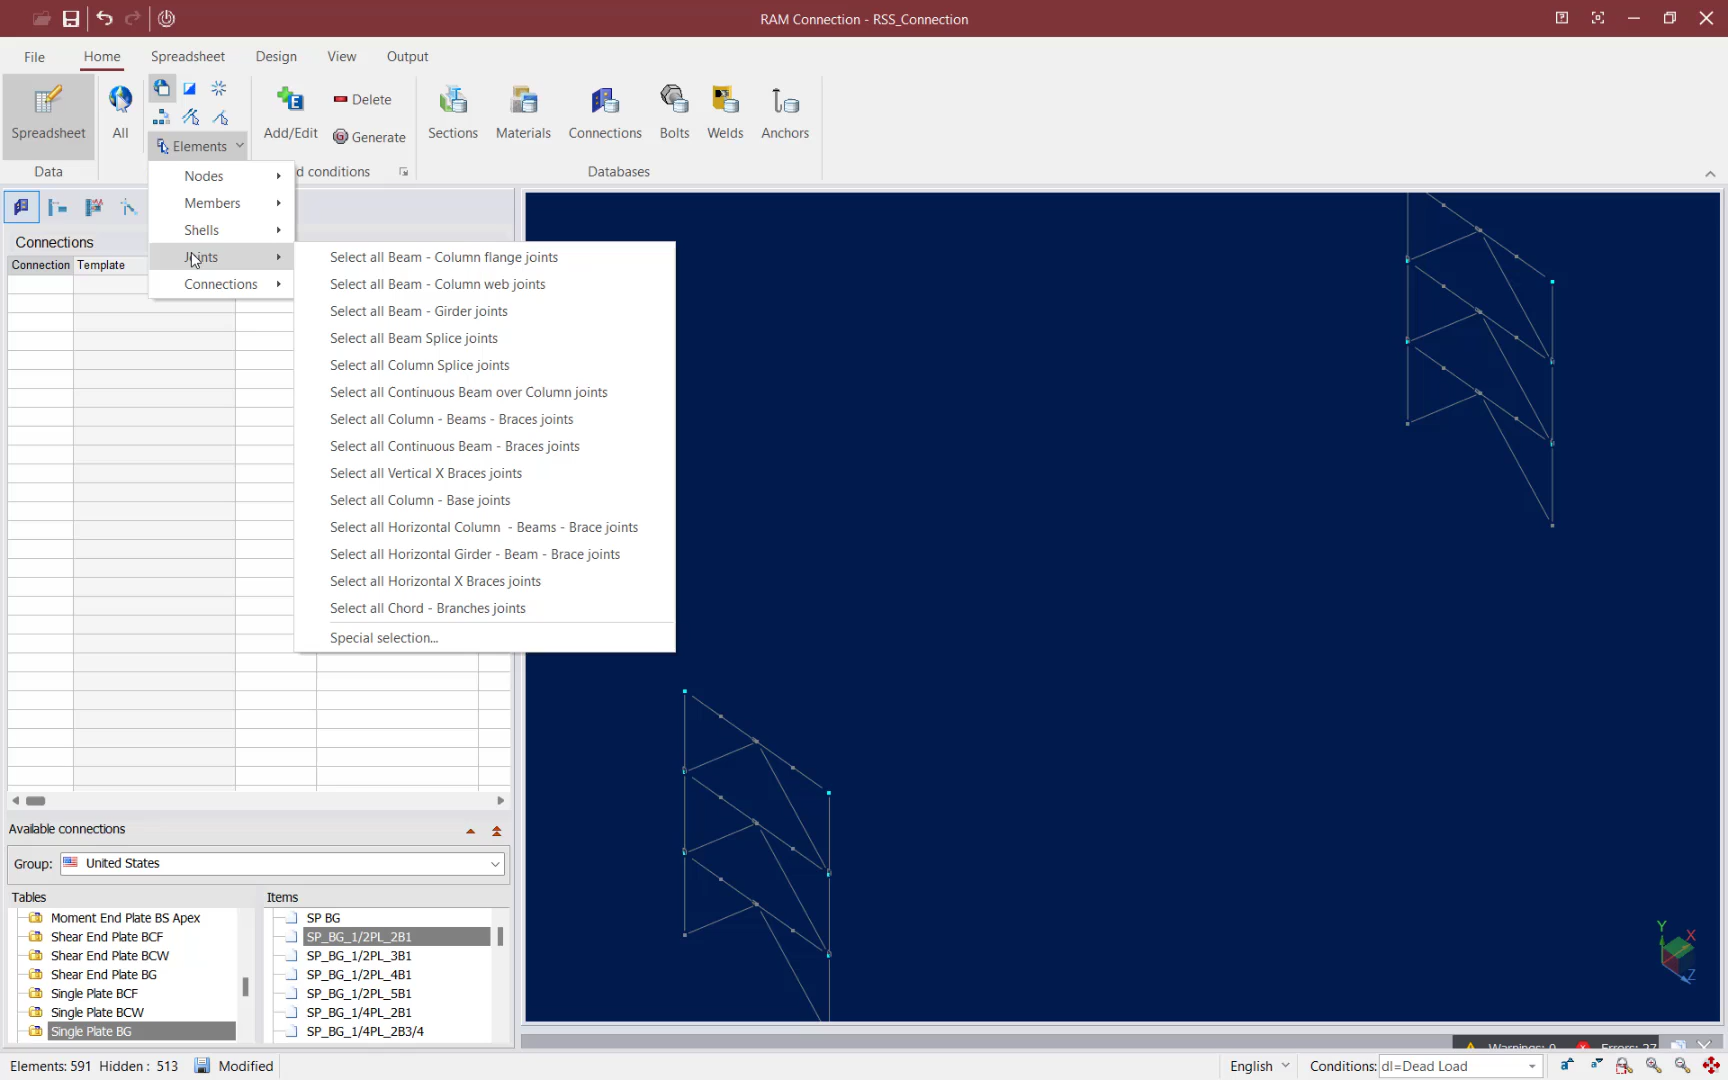 RAM Connection - RSS_Connection
File Home Spreadsheet Design View Output
Spreadsheet
All
Elements
Add/Edit
Delete
Generate
Sections
Materials
Connections
Bolts
Welds
Anchors
Data
d conditions
Databases
Nodes
Members
Shells
Joints
Connections
Select all Beam - Column flange joints
Select all Beam - Column web joints
Select all Beam - Girder joints
Select all Beam Splice joints
Select all Column Splice joints
Select all Continuous Beam over Column joints
Select all Column - Beams - Braces joints
Select all Continuous Beam - Braces joints
Select all Vertical X Braces joints
Select all Column - Base joints
Select all Horizontal Column - Beams - Brace joints
Select all Horizontal Girder - Beam - Brace joints
Select all Horizontal X Braces joints
Select all Chord - Branches joints
Special selection...
Connections
Connection Template
Available connections
Group: United States
Tables
Moment End Plate BS Apex
Shear End Plate BCF
Shear End Plate BCW
Shear End Plate BG
Single Plate BCF
Single Plate BCW
Single Plate BG
Items
SP BG
SP_BG_1/2PL_2B1
SP_BG_1/2PL_3B1
SP_BG_1/2PL_4B1
SP_BG_1/2PL_5B1
SP_BG_1/4PL_2B1
SP_BG_1/4PL_2B3/4
Y
X
Z
Warnings: 0 Errors: 27
Elements: 591 Hidden : 513 Modified
English Conditions: dl=Dead Load